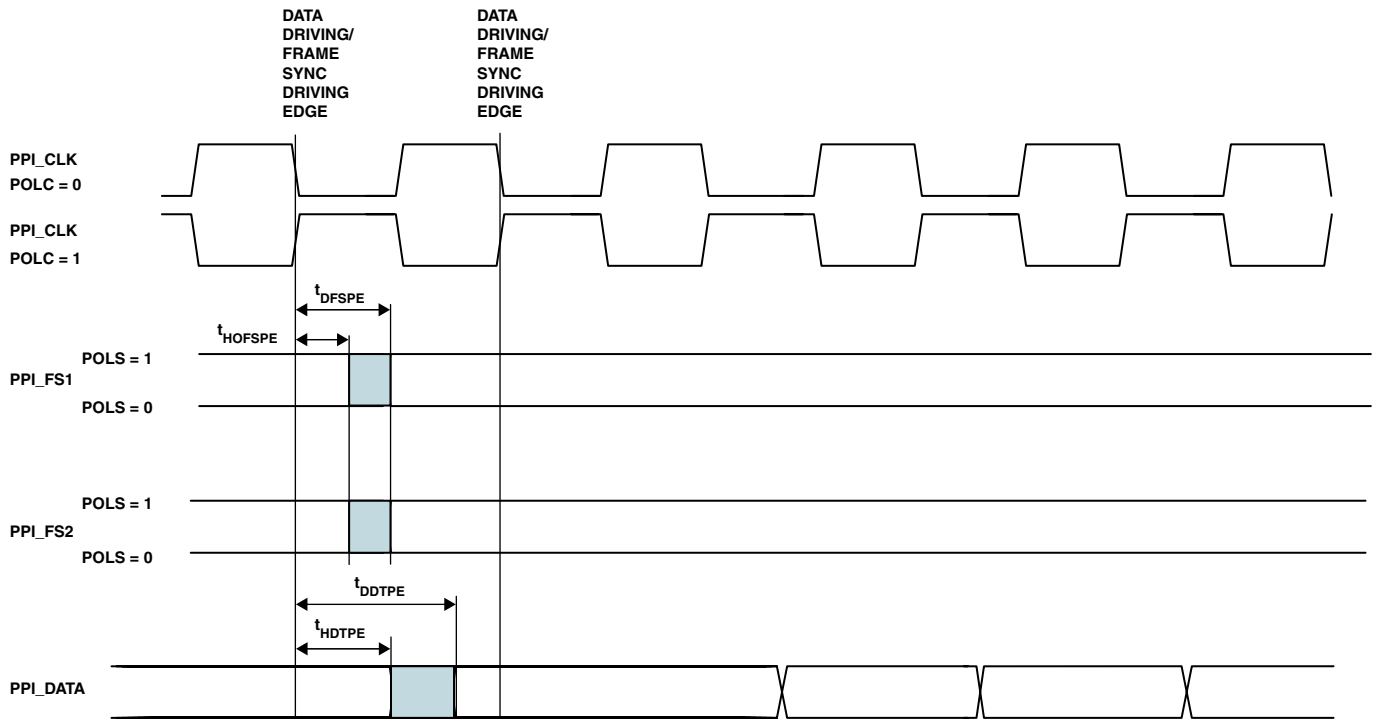 DATA
DRIVING/
FRAME
SYNC
DRIVING
EDGE
DATA
DRIVING/
FRAME
SYNC
DRIVING
EDGE
PPI_CLK
POLC = 0
PPI_CLK
POLC = 1
tDFSPE
tHOFSPE
POLS = 1
PPI_FS1
POLS = 0
POLS = 1
PPI_FS2
POLS = 0
tDDTPE
tHDTPE
PPI_DATA